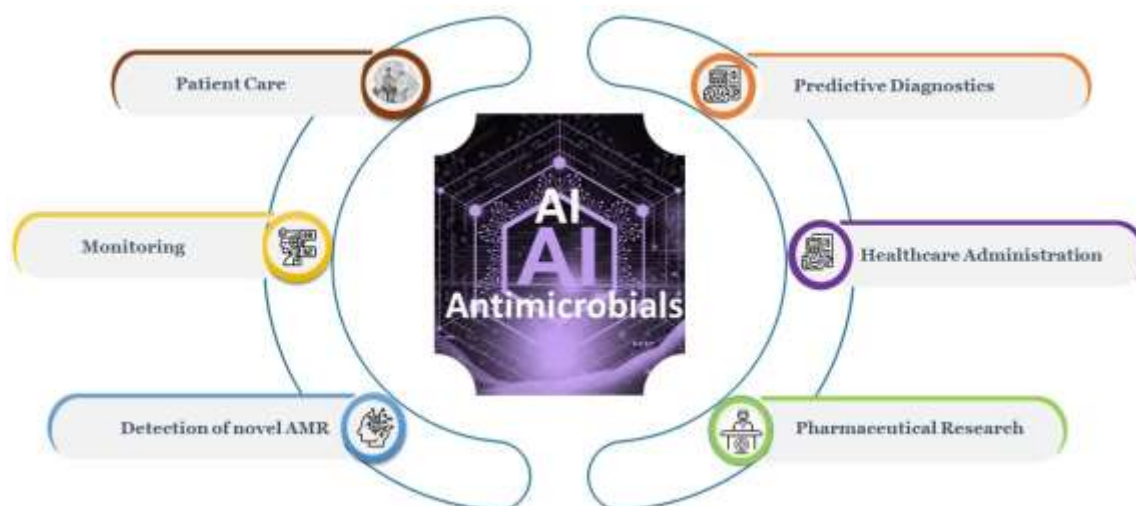 Patient Care
Predictive Diagnostics
AI
AI
Antimicrobials
Monitoring
Healthcare Administration
Detection of novel AMR
Pharmaceutical Research